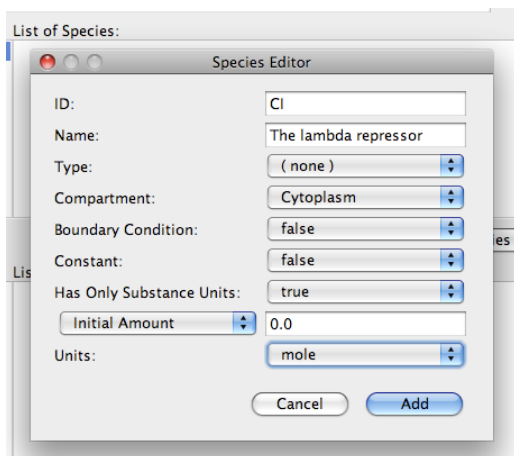 List of Species:
Species Editor
ID: CI
Name: The lambda repressor
Type: ( none )
Compartment: Cytoplasm
Boundary Condition: false
Constant: false
Has Only Substance Units: true
Initial Amount 0.0
Units: mole
Cancel Add